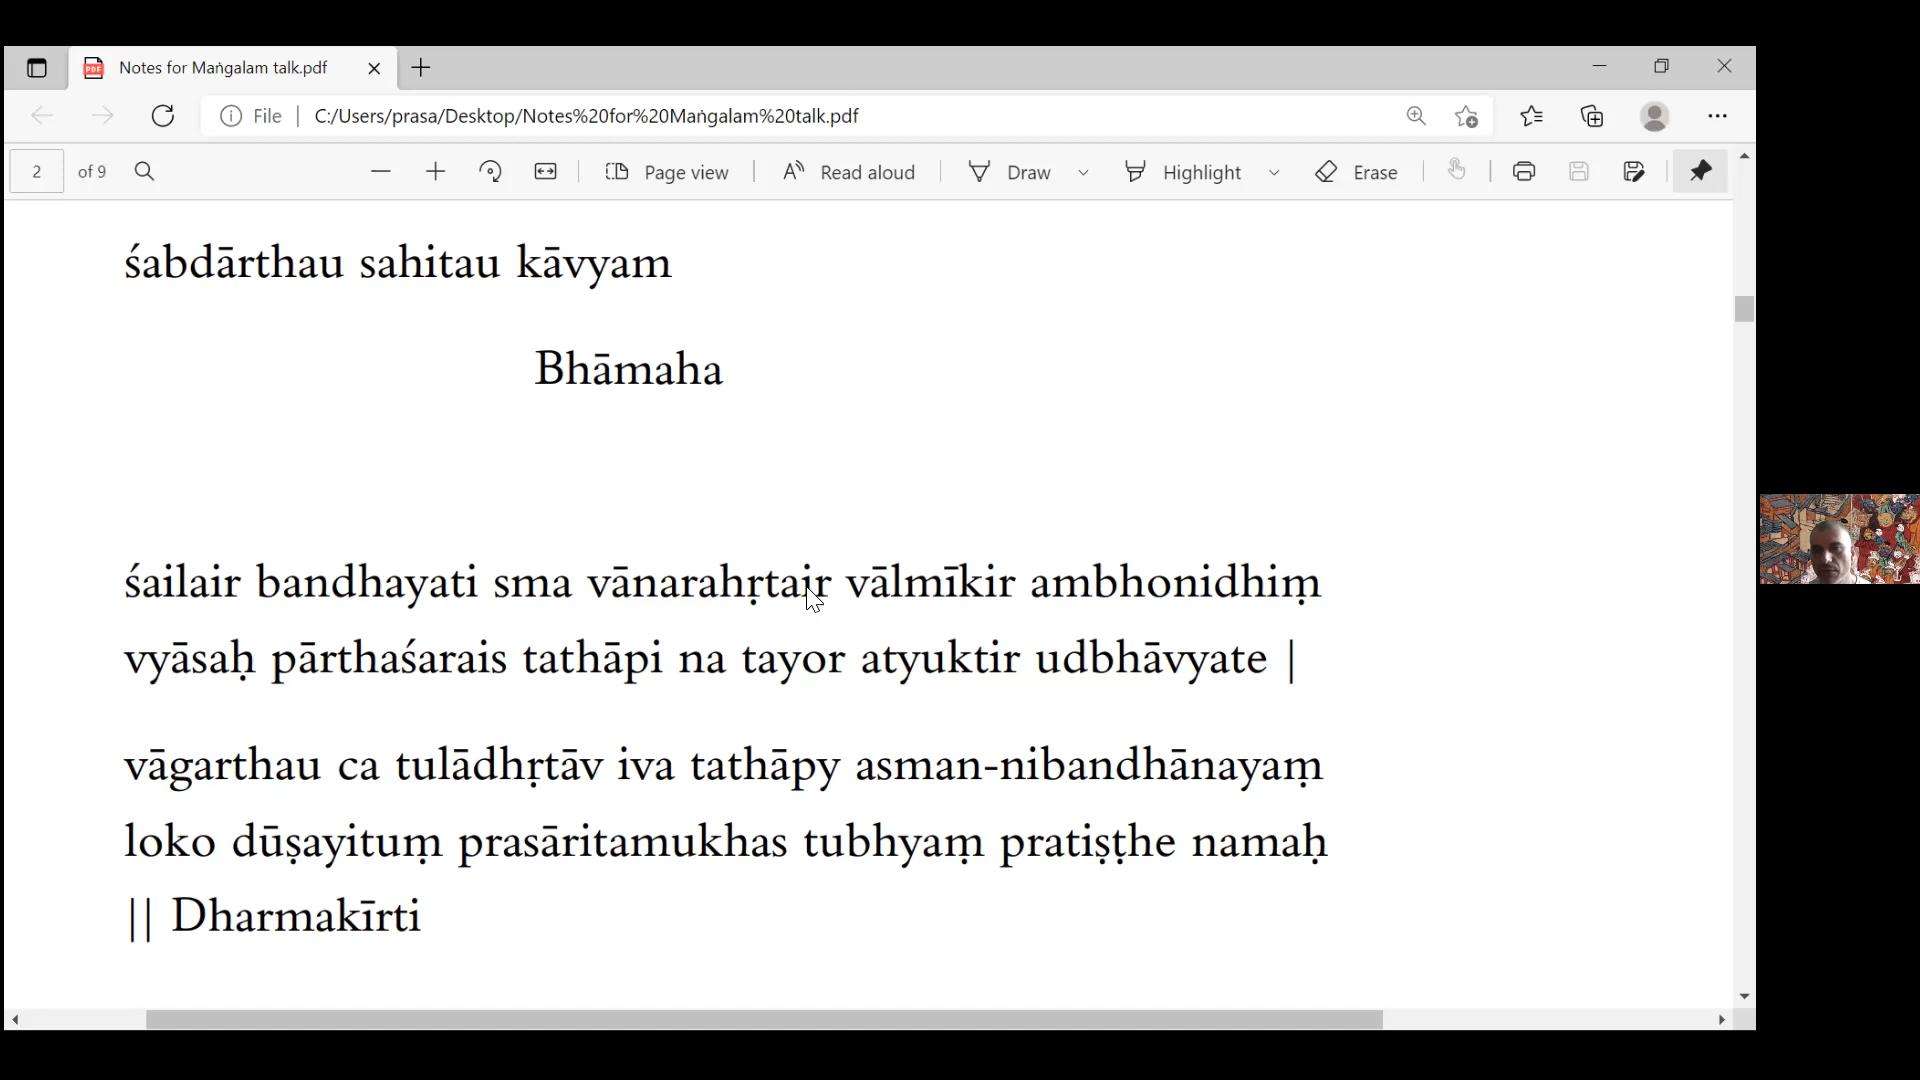 Notes for Maṅgalam talk.pdf
File | C:/Users/prasa/Desktop/Notes%20for%20Maṅgalam%20talk.pdf
2 of 9 Page view Read aloud Draw Highlight Erase
śabdārthau sahitau kāvyam
Bhāmaha
śailair bandhayati sma vānarahṛtair vālmīkir ambhonidhiṃ
vyāsaḥ pārthaśarais tathāpi na tayor atyuktir udbhāvyate |
vāgarthau ca tulādhṛtāv iva tathāpy asman-nibandhānayaṃ
loko dūṣayituṃ prasāritamukhas tubhyaṃ pratiṣṭhe namaḥ
|| Dharmakīrti